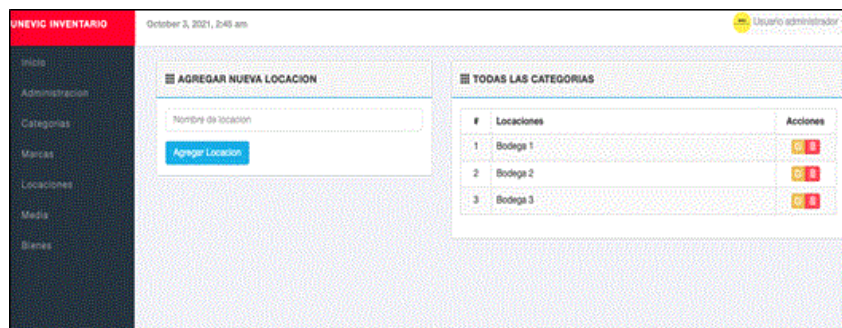 UNEVIC INVENTARIO
October 3, 2021, 2:45 am
Usuario administrador
Inicio
Administracion
Categorias
Marcas
Locaciones
Media
Bienes
AGREGAR NUEVA LOCACION
Nombre de locacion
Agregar Locacion
TODAS LAS CATEGORIAS
# Locaciones Acciones
1 Bodega 1
2 Bodega 2
3 Bodega 3